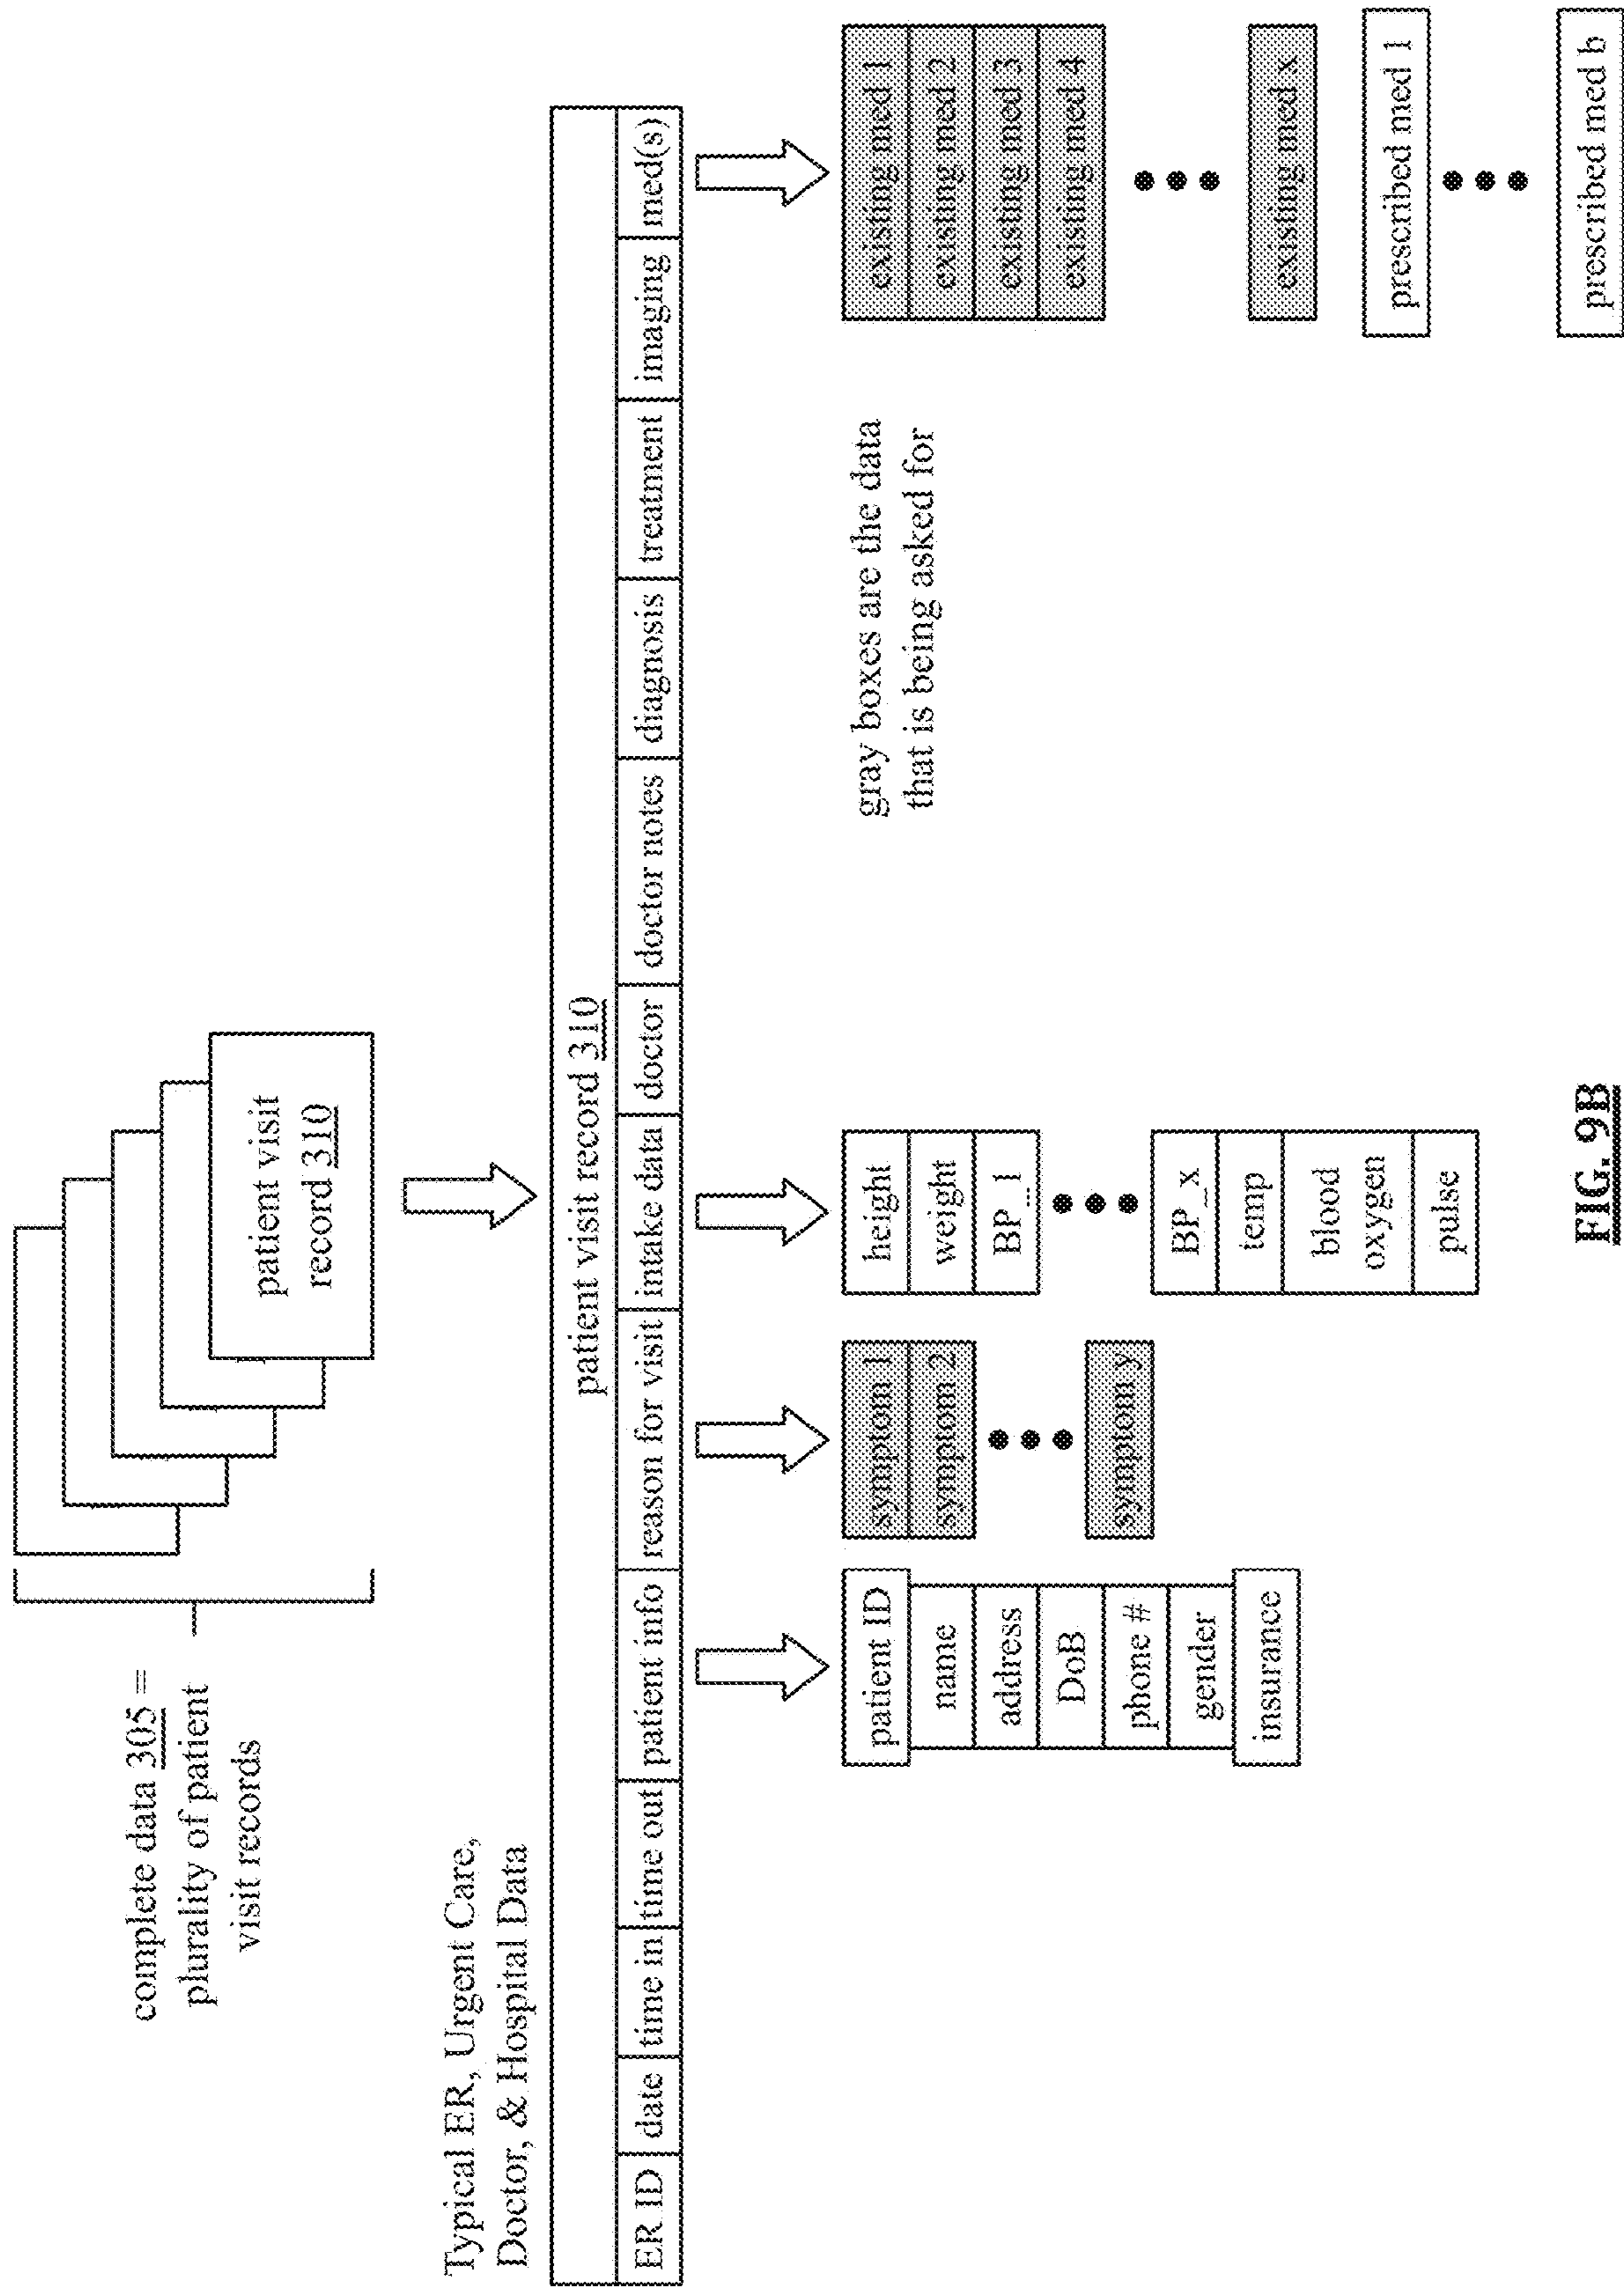 complete data 305 =
plurality of patient
visit records
patient visit
record 310
Typical ER, Urgent Care,
Doctor, & Hospital Data
patient visit record 310
ER ID
date
time in
time out
patient info
reason for visit
intake data
doctor
doctor notes
diagnosis
treatment
imaging
med(s)
patient ID
name
address
DoB
phone #
gender
insurance
symptom 1
symptom 2
symptom y
height
weight
BP_1
BP_x
temp
blood
oxygen
pulse
gray boxes are the data
that is being asked for
existing med 1
existing med 2
existing med 3
existing med 4
existing med x
prescribed med 1
prescribed med b
FIG. 9B